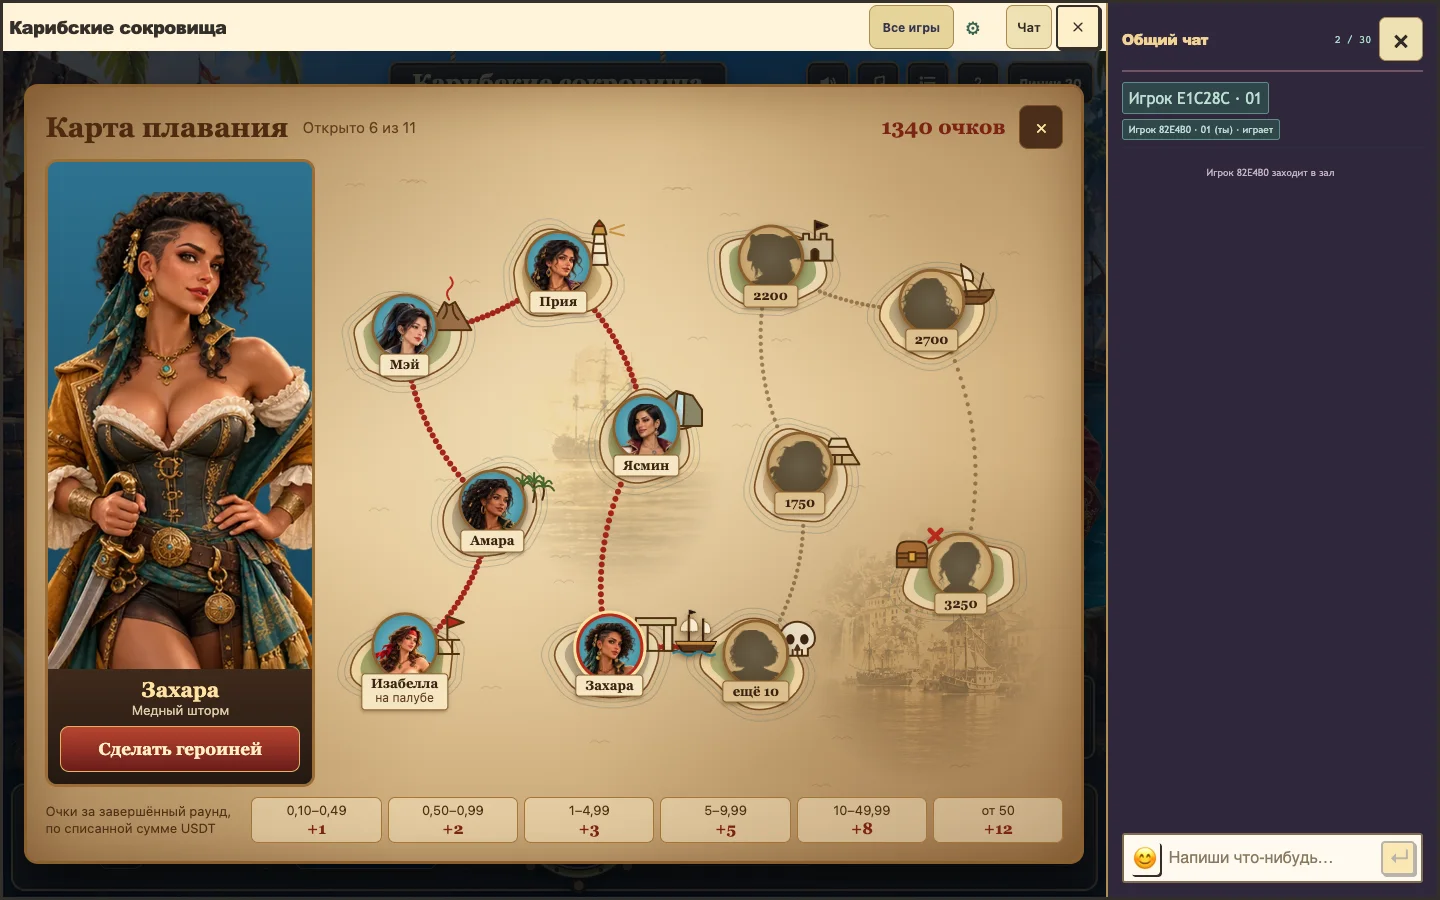 Карибские сокровища
Все игры
Чат
Карибские сокровища
?
Линии 20
Карта плавания
Открыто 6 из 11
1340 очков
Прия
Мэй
2200
2700
Ясмин
1750
Амара
3250
Изабелла
на палубе
Захара
ещё 10
Захара
Медный шторм
Сделать героиней
Очки за завершённый раунд,
по списанной сумме USDT
0,10–0,49
+1
0,50–0,99
+2
1–4,99
+3
5–9,99
+5
10–49,99
+8
от 50
+12
Общий чат
2 / 30
Игрок E1C28C · 01
Игрок 82E4B0 · 01 (ты) · играет
Игрок 82E4B0 заходит в зал
Напиши что-нибудь...